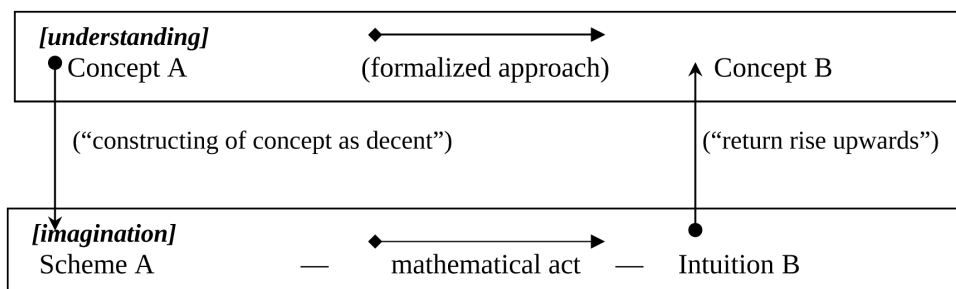 [understanding]
Concept A (formalized approach) Concept B
(“constructing of concept as decent”) (“return rise upwards”)
[imagination]
Scheme A — mathematical act — Intuition B